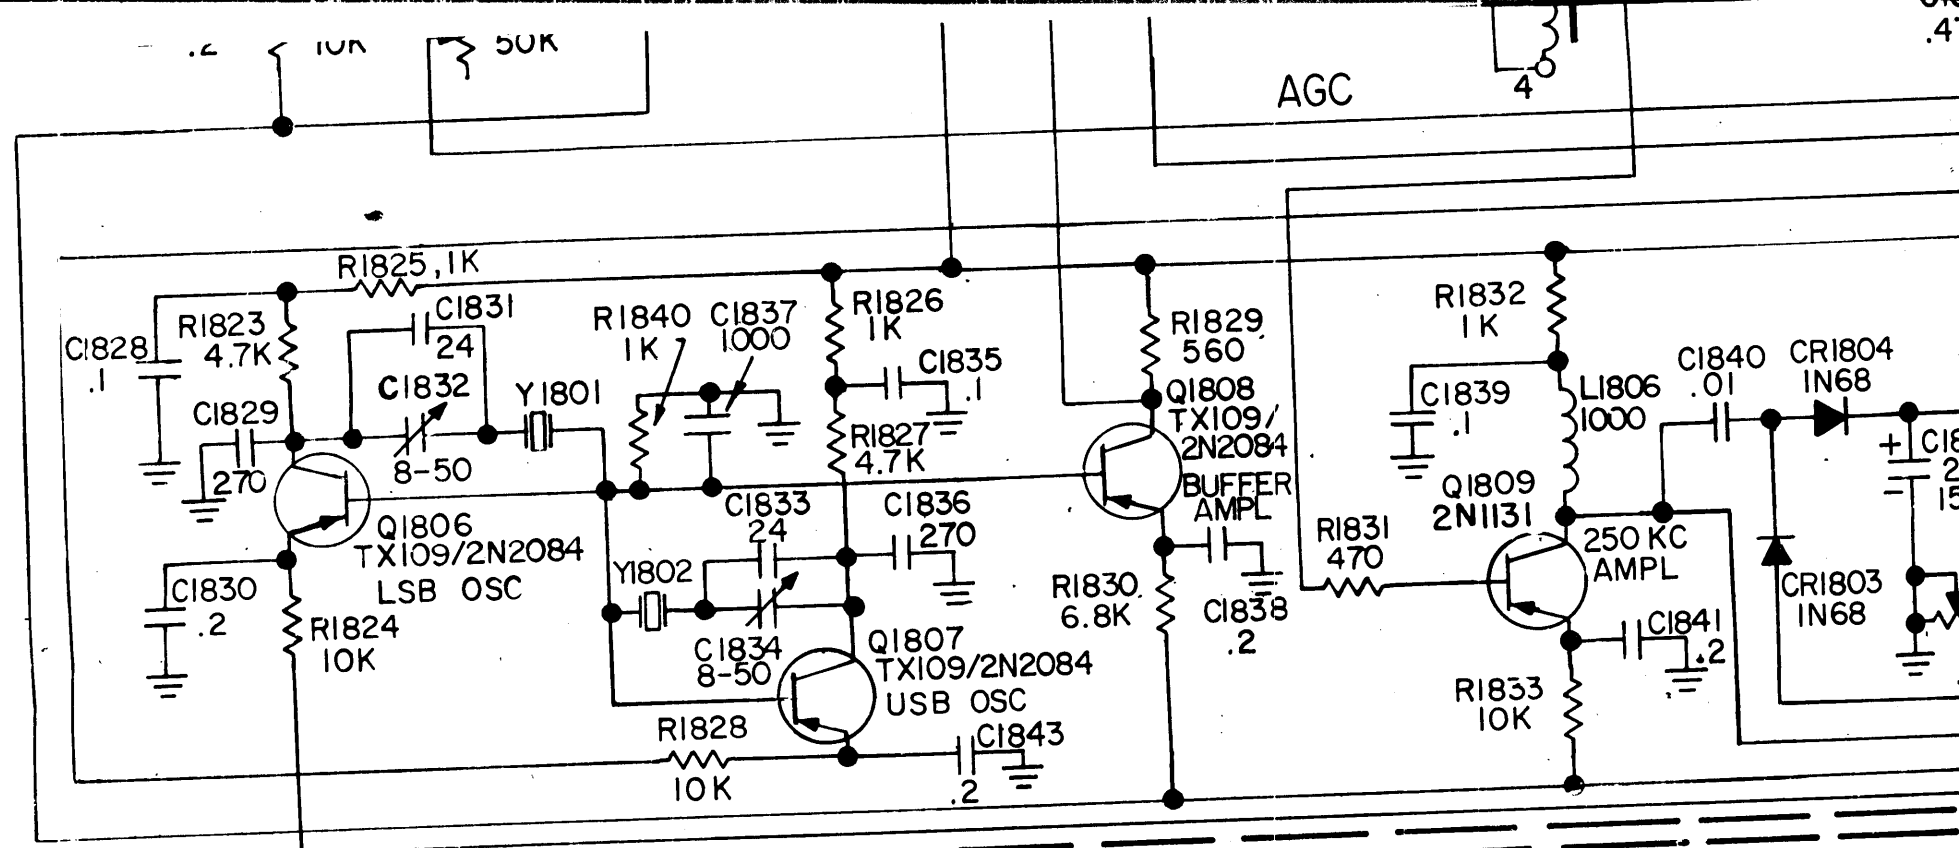 .2
10K
50K
AGC
4
.4
R1825, 1K
C1831
24
R1823
4.7K
C1828
.1
C1832
8-50
Y1801
C1829
270
R1840
1K
C1837
1000
R1826
1K
C1835
.1
R1827
4.7K
Q1806
TX109/2N2084
LSB OSC
C1833
24
C1836
270
Y1802
C1834
8-50
C1830
.2
R1824
10K
Q1807
TX109/2N2084
USB OSC
R1828
10K
C1843
.2
R1829
560
Q1808
TX109/
2N2084
BUFFER
AMPL
R1830
6.8K
C1838
.2
R1832
1K
C1839
.1
L1806
1000
Q1809
2N1131
250 KC
AMPL
R1831
470
C1840
.01
CR1804
1N68
CR1803
1N68
C1841
.2
R1833
10K
+
−